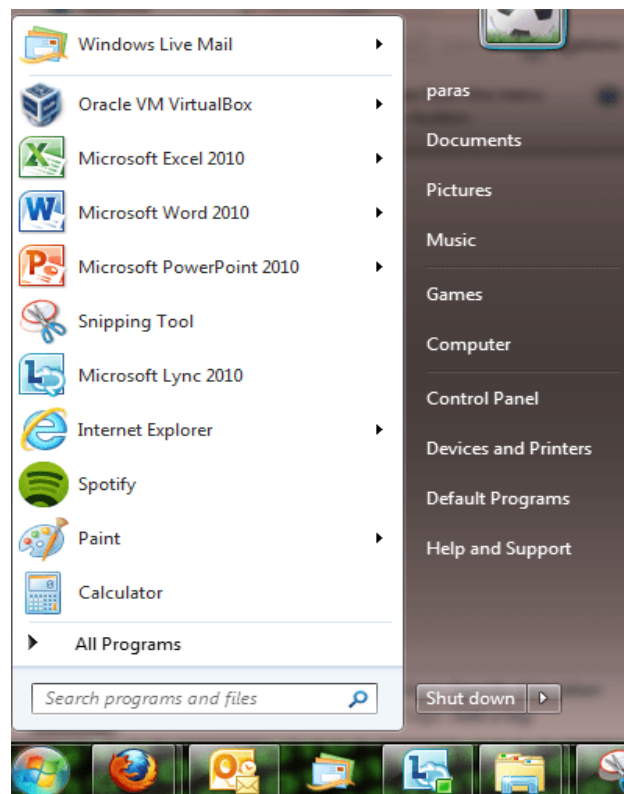 Windows Live Mail
Oracle VM VirtualBox
Microsoft Excel 2010
Microsoft Word 2010
Microsoft PowerPoint 2010
Snipping Tool
Microsoft Lync 2010
Internet Explorer
Spotify
Paint
Calculator
All Programs
Search programs and files
paras
Documents
Pictures
Music
Games
Computer
Control Panel
Devices and Printers
Default Programs
Help and Support
Shut down